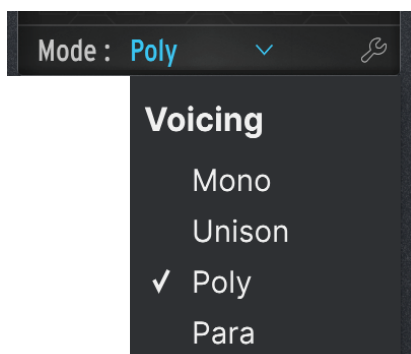 Mode : Poly
Voicing
Mono
Unison
✓ Poly
Para